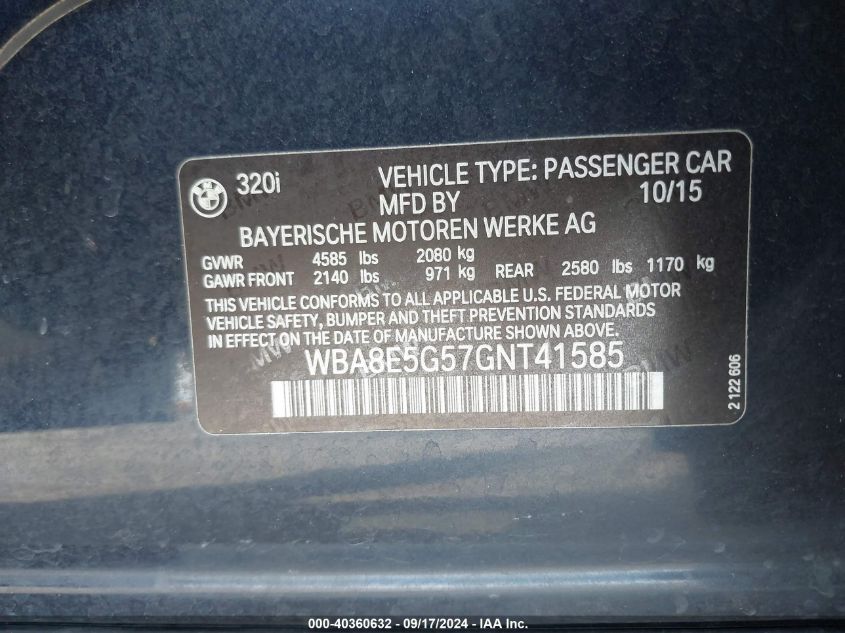 320i VEHICLE TYPE: PASSENGER CAR
MFD BY 10/15
BAYERISCHE MOTOREN WERKE AG
GVWR 4585 lbs 2080 kg
GAWR FRONT 2140 lbs 971 kg REAR 2580 lbs 1170 kg
THIS VEHICLE CONFORMS TO ALL APPLICABLE U.S. FEDERAL MOTOR
VEHICLE SAFETY, BUMPER AND THEFT PREVENTION STANDARDS
IN EFFECT ON THE DATE OF MANUFACTURE SHOWN ABOVE.
WBA8E5G57GNT41585
2 122 606
000-40360632 - 09/17/2024 - IAA, Inc.